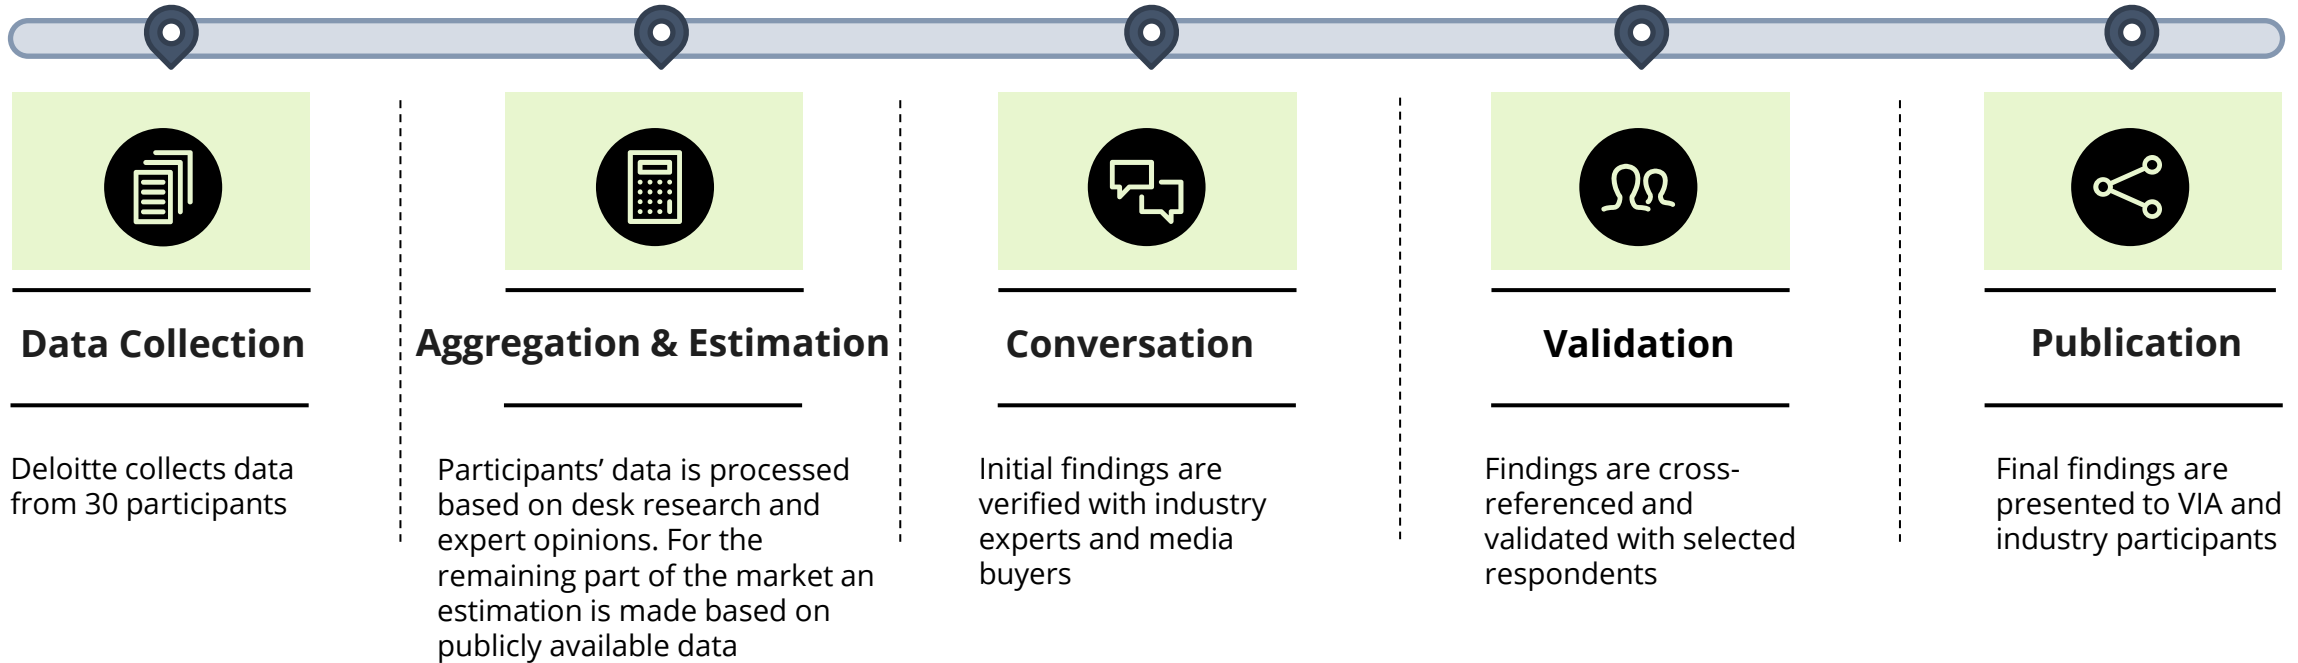 Data Collection
Deloitte collects data
from 30 participants
Aggregation & Estimation
Participants’ data is processed
based on desk research and
expert opinions. For the
remaining part of the market an
estimation is made based on
publicly available data
Conversation
Initial findings are
verified with industry
experts and media
buyers
Validation
Findings are cross-
referenced and
validated with selected
respondents
Publication
Final findings are
presented to VIA and
industry participants